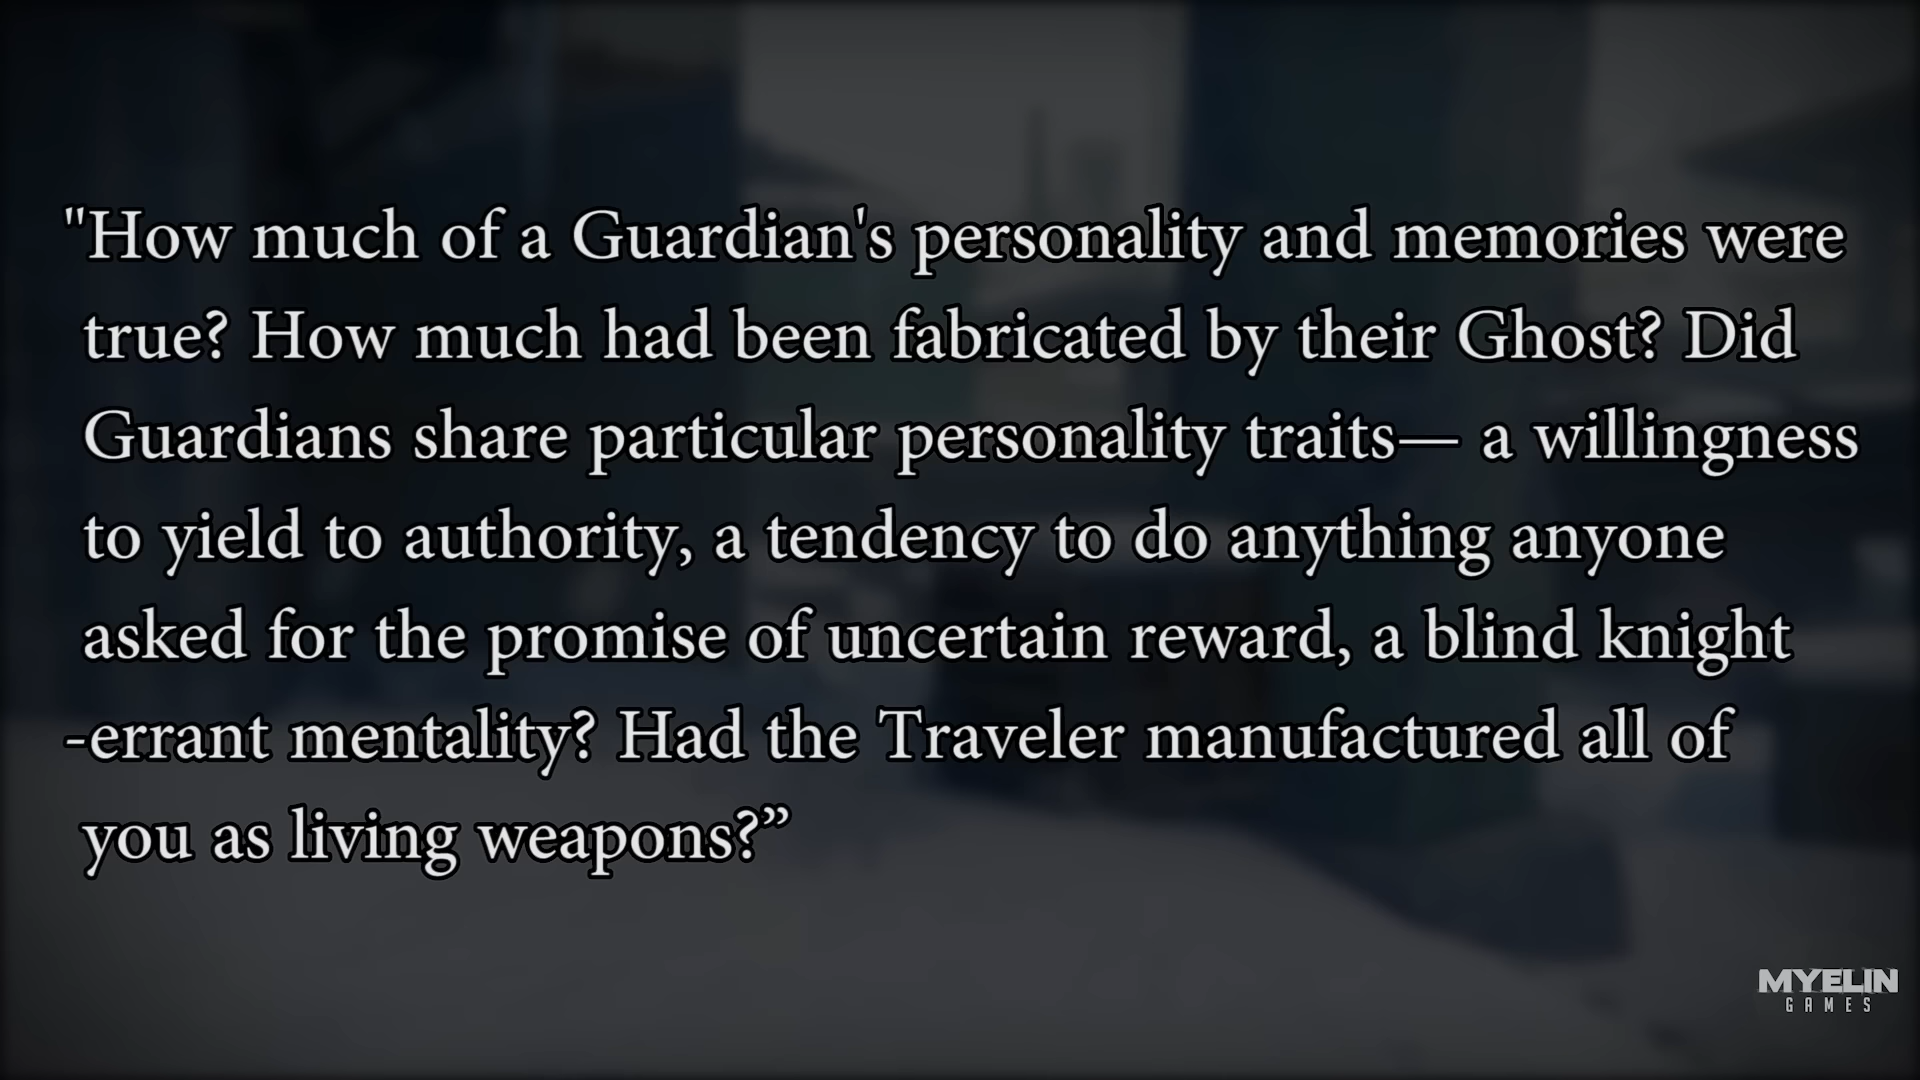 "How much of a Guardian's personality and memories were
true? How much had been fabricated by their Ghost? Did
Guardians share particular personality traits— a willingness
to yield to authority, a tendency to do anything anyone
asked for the promise of uncertain reward, a blind knight
-errant mentality? Had the Traveler manufactured all of
you as living weapons?”
MYELIN
GAMES